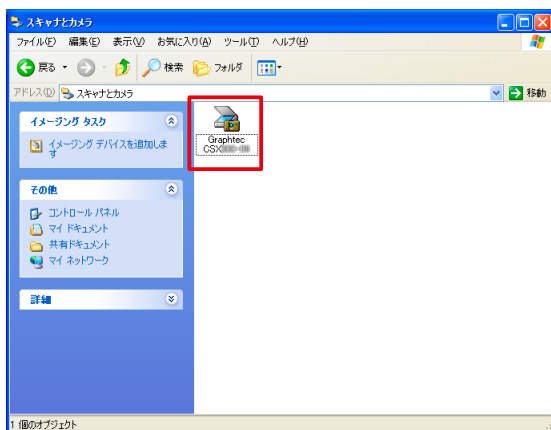 スキャナとカメラ
ファイル(F) 編集(E) 表示(V) お気に入り(A) ツール(T) ヘルプ(H)
戻る 検索 フォルダ
アドレス(D) スキャナとカメラ 移動
イメージング タスク
イメージング デバイスを追加しま
す
その他
コントロール パネル
マイ ドキュメント
共有ドキュメント
マイ ネットワーク
詳細
Graphtec
CSX
1 個のオブジェクト